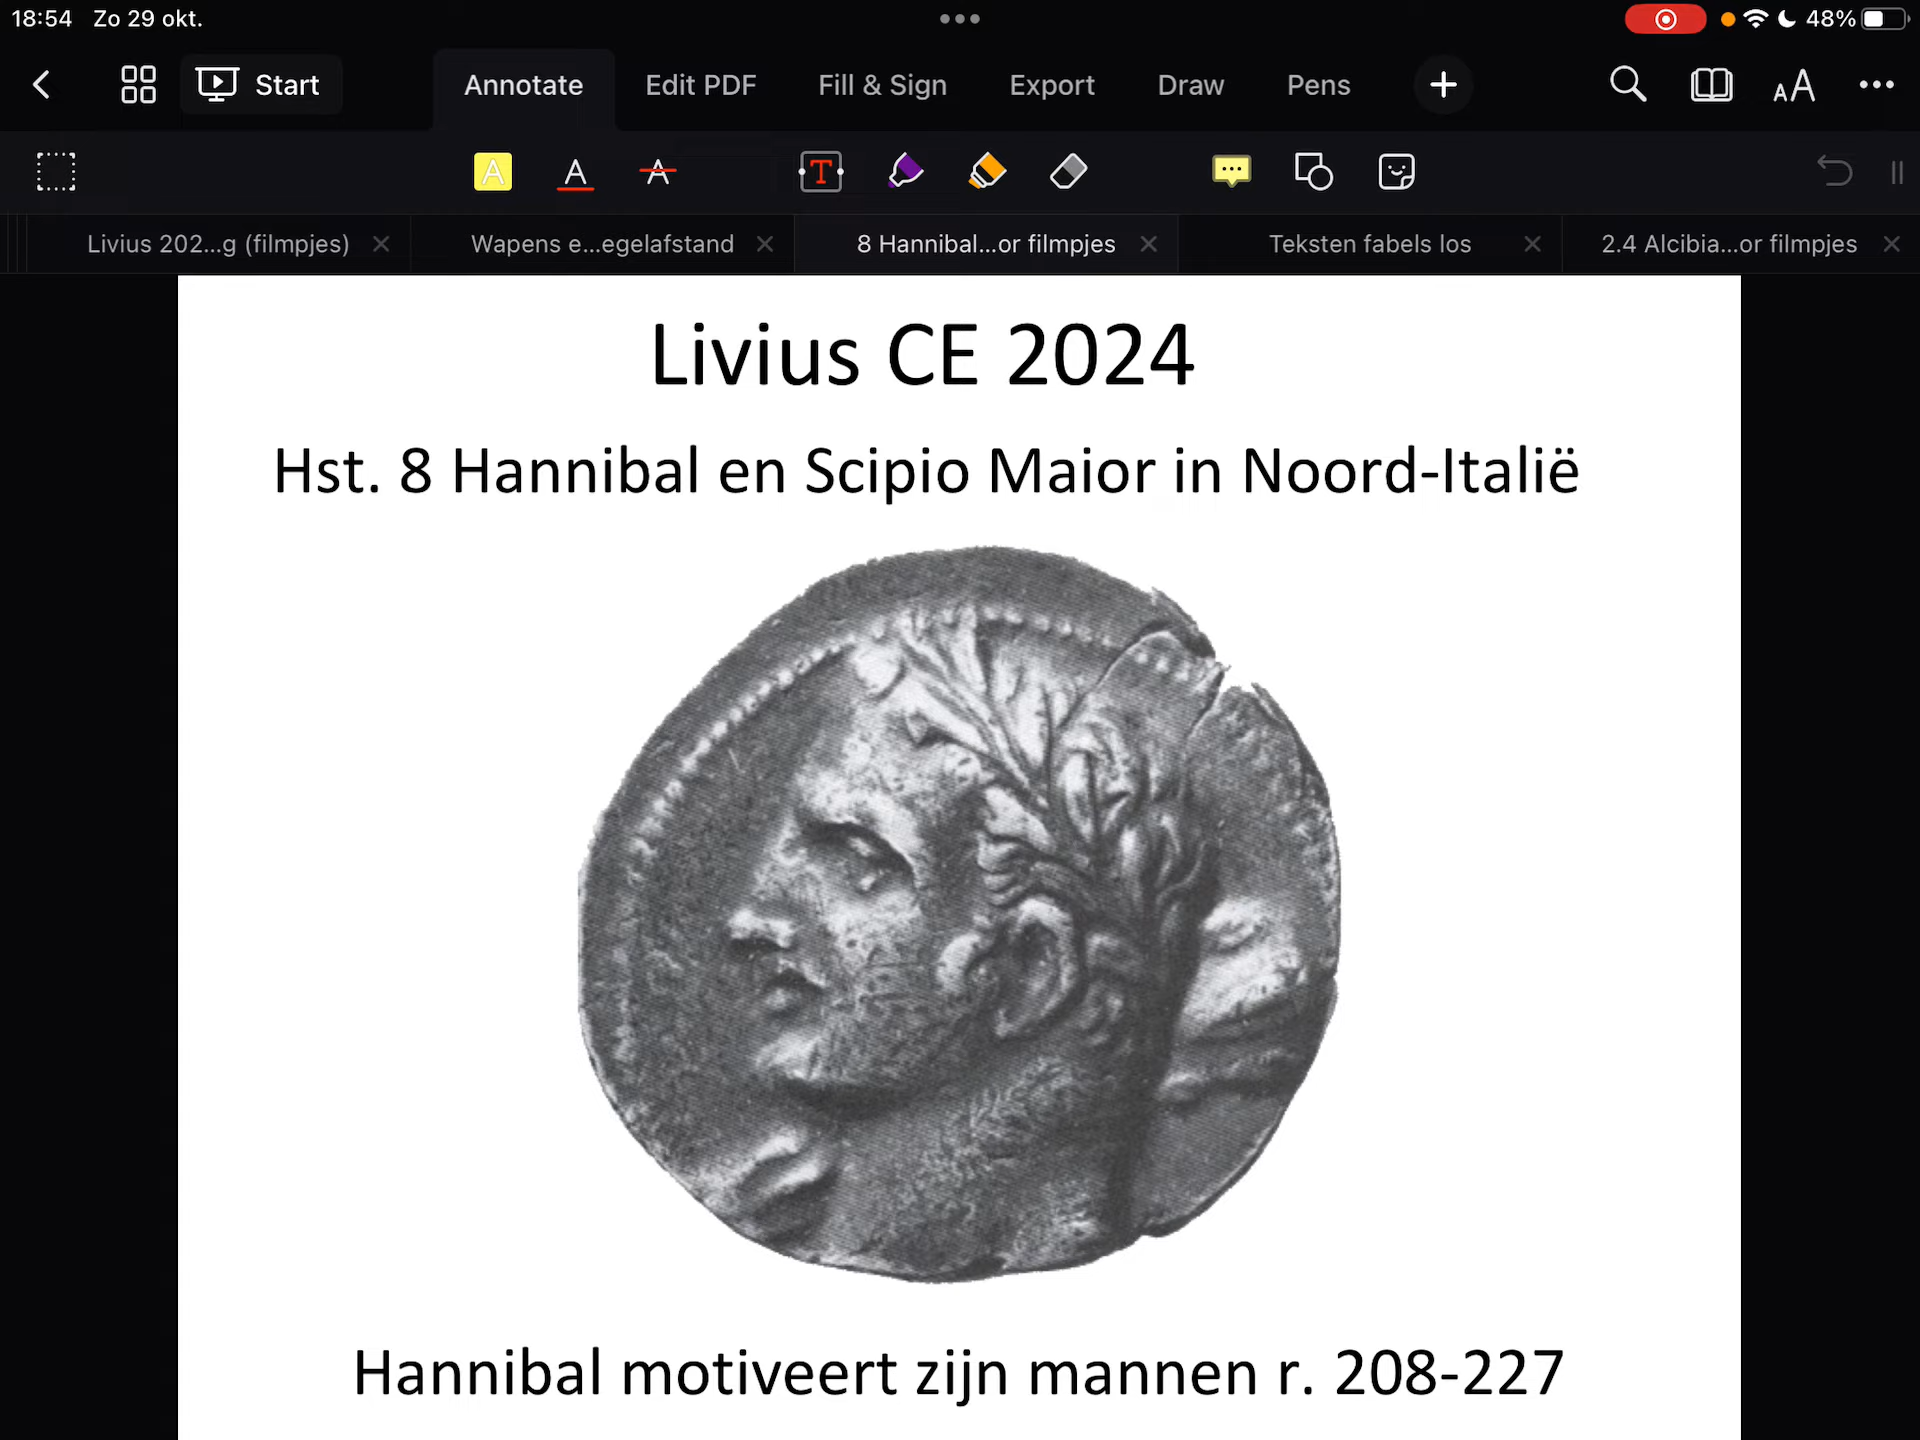 18:54 Zo 29 okt.
48%
Start
Annotate
Edit PDF
Fill & Sign
Export
Draw
Pens
AA
A
A
A
T
Livius 202...g (filmpjes)
Wapens e...egelafstand
8 Hannibal...or filmpjes
Teksten fabels los
2.4 Alcibia...or filmpjes
Livius CE 2024
Hst. 8 Hannibal en Scipio Maior in Noord-Italië
Hannibal motiveert zijn mannen r. 208-227